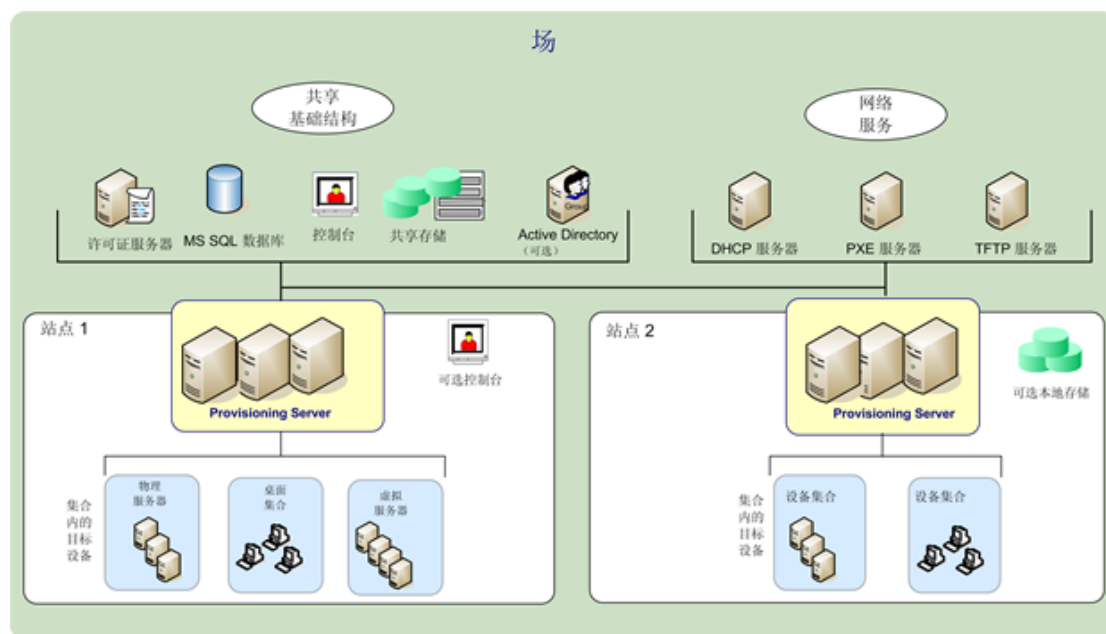 场
共享
基础结构
网络
服务
许可证服务器
MS SQL 数据库
控制台
共享存储
Group
Active Directory
（可选）
DHCP 服务器
PXE 服务器
TFTP 服务器
站点 1
Provisioning Server
可选控制台
集合
内的
目标
设备
物理
服务器
桌面
集合
虚拟
服务器
站点 2
Provisioning Server
可选本地存储
集合
内的
目标
设备
设备集合
设备集合